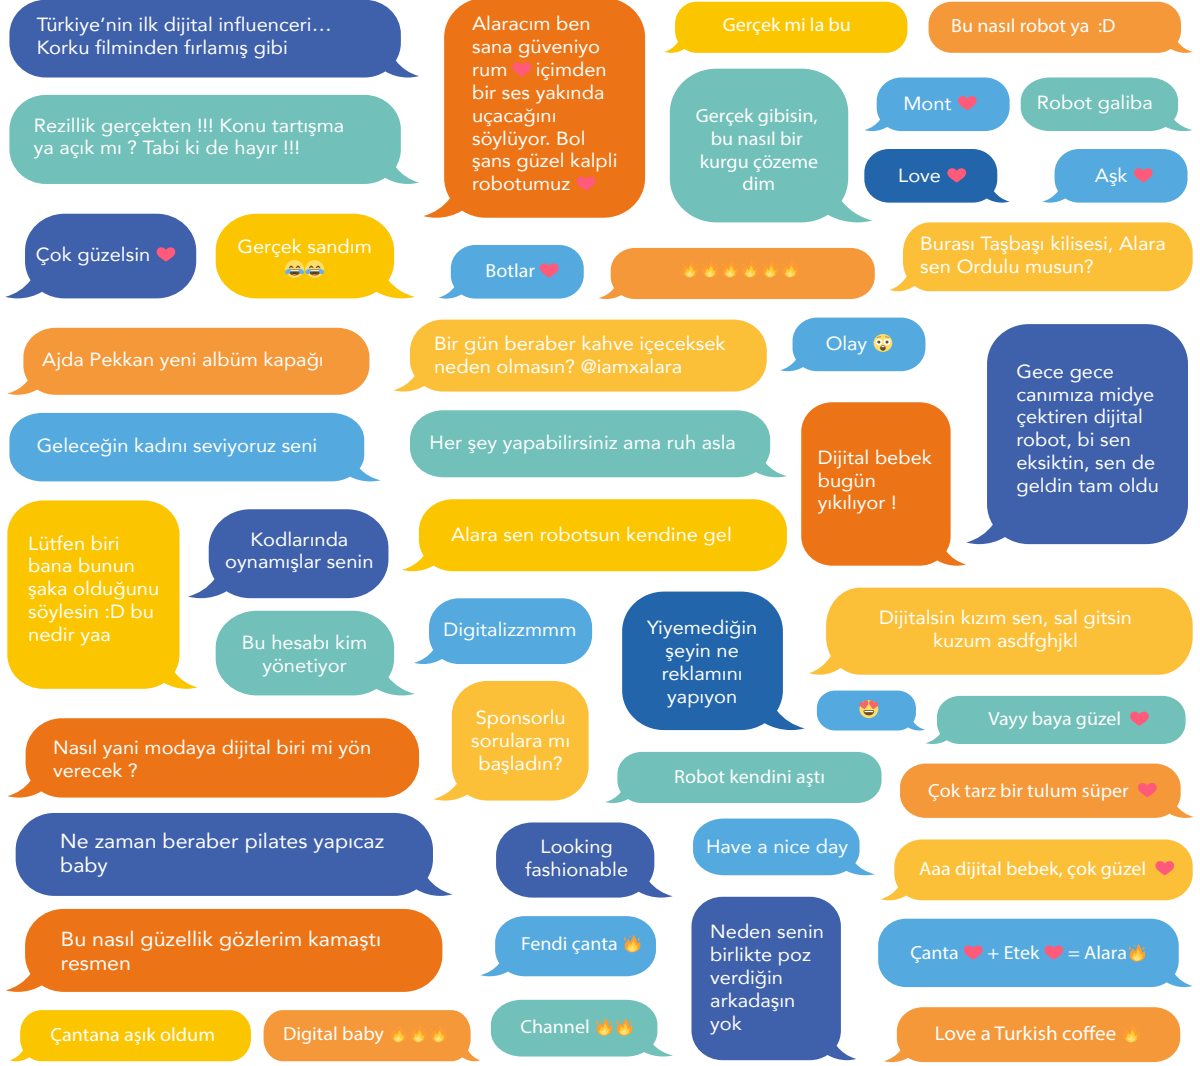 Türkiye’nin ilk dijital influenceri...
Korku filminden fırlamış gibi
Alaracım ben
sana güveniyo
rum ❤ içimden
bir ses yakında
uçacağını
söylüyor. Bol
şans güzel kalpli
robotumuz ❤
Gerçek mi la bu
Bu nasıl robot ya :D
Rezillik gerçekten !!! Konu tartışma
ya açık mı ? Tabi ki de hayır !!!
Gerçek gibisin,
bu nasıl bir
kurgu çözeme
dim
Mont ❤
Robot galiba
Love ❤
Aşk ❤
Çok güzelsin ❤
Gerçek sandım
😂😂
Botlar ❤
🔥🔥🔥🔥🔥🔥
Burası Taşbaşı kilisesi, Alara
sen Ordulu musun?
Ajda Pekkan yeni albüm kapağı
Bir gün beraber kahve içeceksek
neden olmasın? @iamxalara
Olay 😲
Gece gece
canımıza midye
çektiren dijital
robot, bi sen
eksiktin, sen de
geldin tam oldu
Geleceğin kadını seviyoruz seni
Her şey yapabilirsiniz ama ruh asla
Dijital bebek
bugün
yıkılıyor !
Lütfen biri
bana bunun
şaka olduğunu
söylesin :D bu
nedir yaa
Kodlarında
oynamışlar senin
Alara sen robotsun kendine gel
Bu hesabı kim
yönetiyor
Digitalizzmmm
Yiyemediğin
şeyin ne
reklamını
yapıyon
Dijitalsin kızım sen, sal gitsin
kuzum asdfghjkl
Sponsorlu
sorulara mı
başladın?
😍
Vayy baya güzel ❤
Nasıl yani modaya dijital biri mi yön
verecek ?
Robot kendini aştı
Çok tarz bir tulum süper ❤
Ne zaman beraber pilates yapıcaz
baby
Looking
fashionable
Have a nice day
Aaa dijital bebek, çok güzel ❤
Bu nasıl güzellik gözlerim kamaştı
resmen
Fendi çanta 🔥
Neden senin
birlikte poz
verdiğin
arkadaşın
yok
Çanta ❤ + Etek ❤ = Alara🔥
Çantana aşık oldum
Digital baby 🔥🔥🔥
Channel 🔥🔥
Love a Turkish coffee 🔥